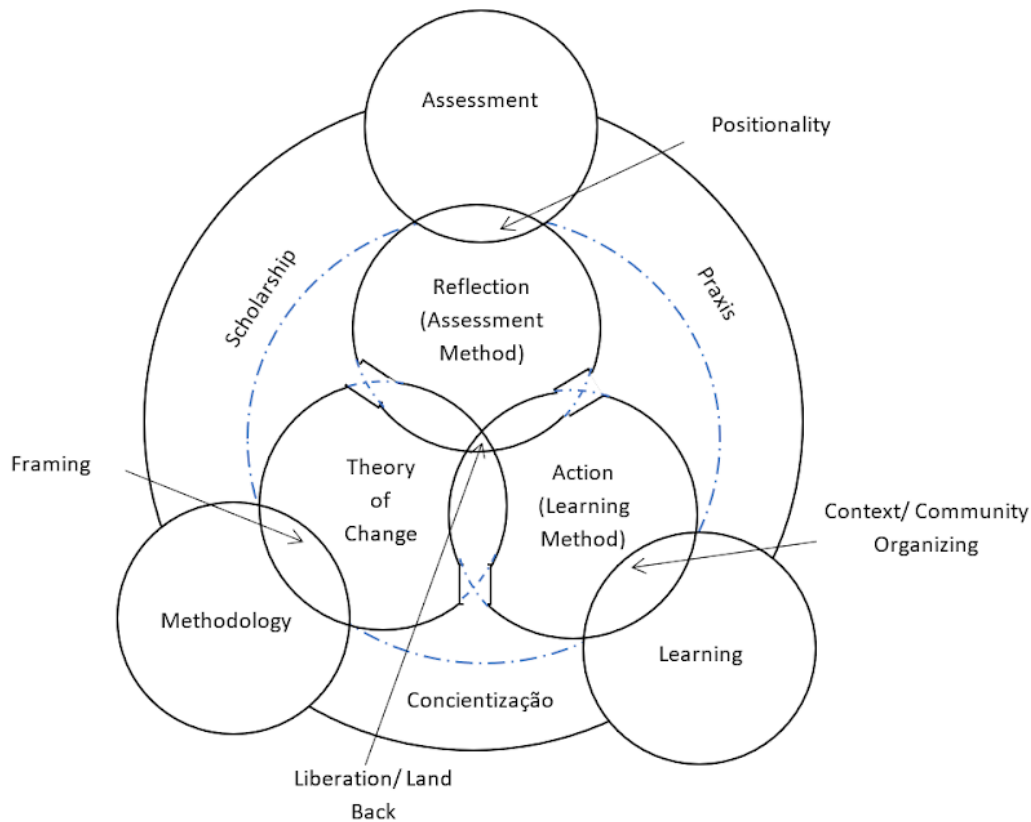 Assessment
Positionality
Scholarship
Praxis
Reflection
(Assessment
Method)
Framing
Theory
of
Change
Action
(Learning
Method)
Context/ Community
Organizing
Methodology
Learning
Concientização
Liberation/ Land
Back